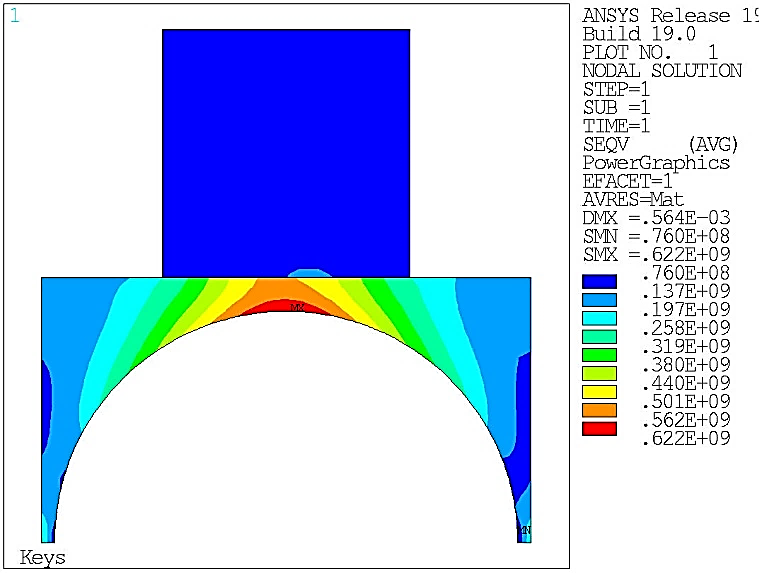 1
ANSYS Release 19
Build 19.0
PLOT NO.   1
NODAL SOLUTION
STEP=1
SUB =1
TIME=1
SEQV     (AVG)
PowerGraphics
EFACET=1
AVRES=Mat
DMX =.564E-03
SMN =.760E+08
SMX =.622E+09
.760E+08
.137E+09
.197E+09
.258E+09
.319E+09
.380E+09
.440E+09
.501E+09
.562E+09
.622E+09
MX
MN
Keys